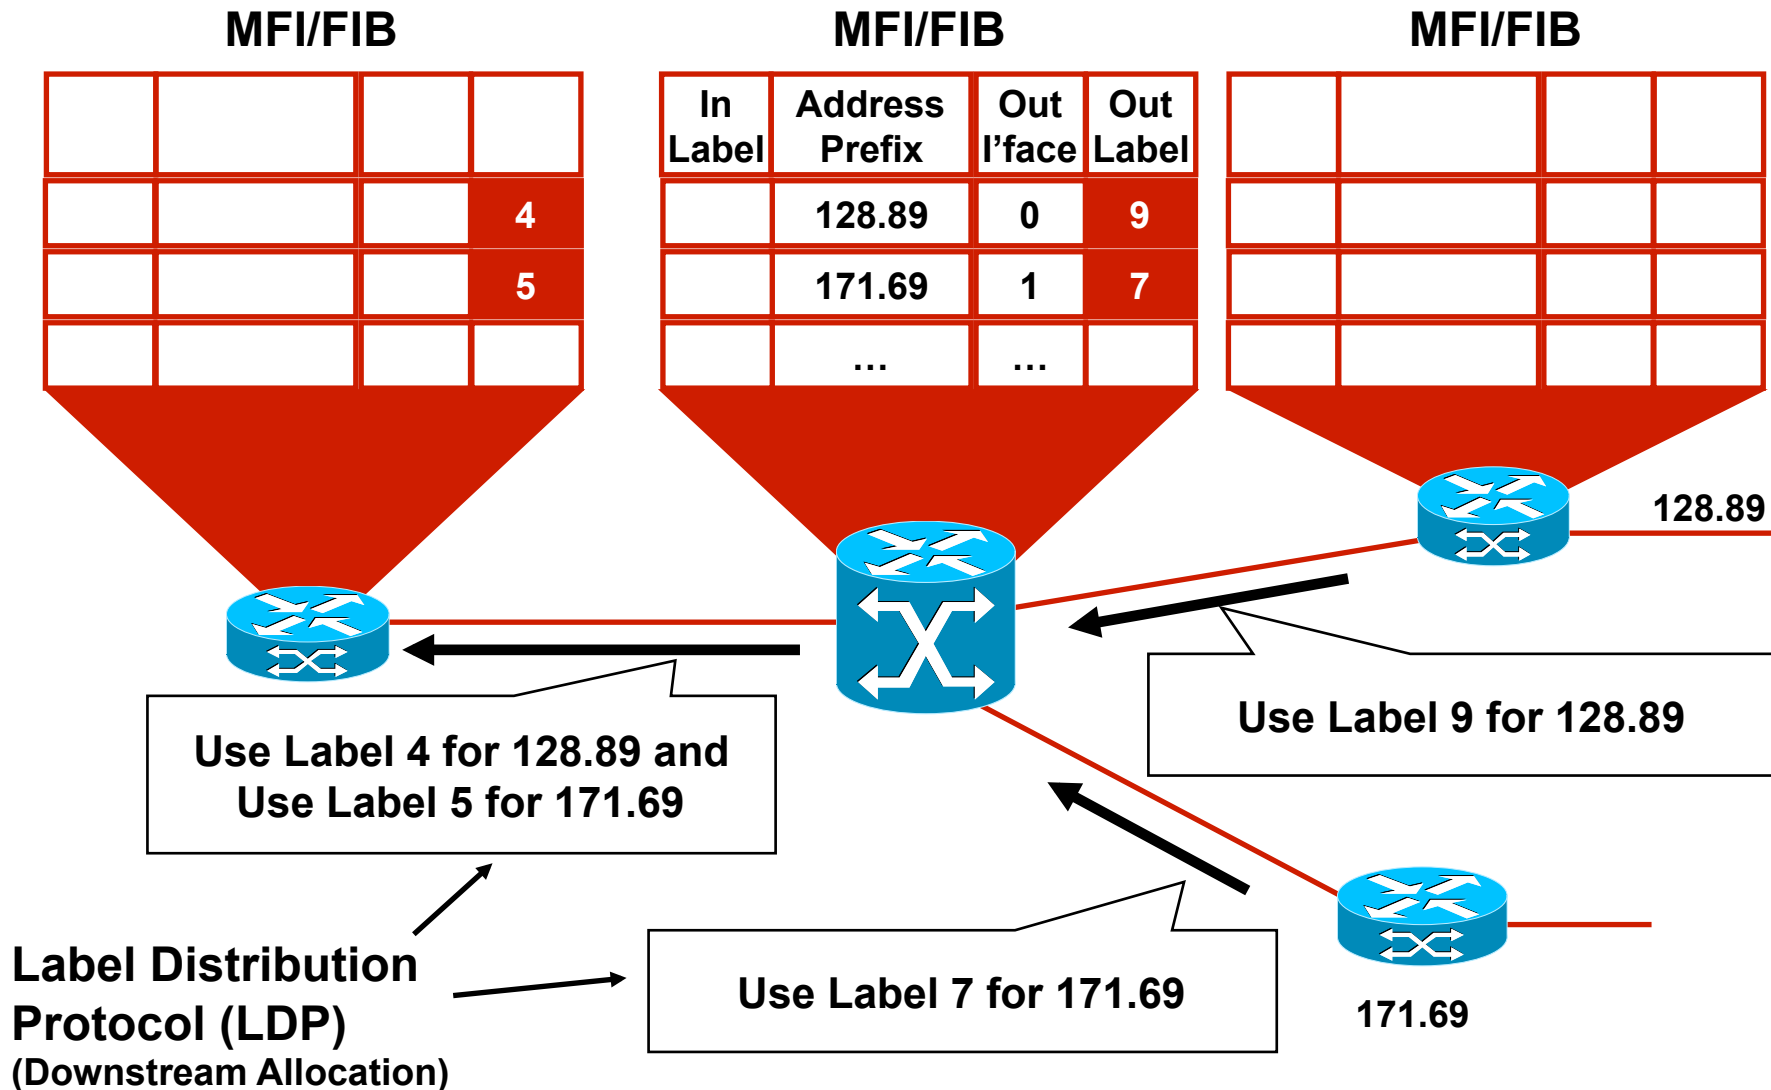 MFI/FIB
MFI/FIB
MFI/FIB
In Label
Address Prefix
Out I’face
Out Label
4
128.89 0 9
5
171.69 1 7
… …
128.89
Use Label 9 for 128.89
Use Label 4 for 128.89 and
Use Label 5 for 171.69
Label Distribution
Protocol (LDP)
(Downstream Allocation)
Use Label 7 for 171.69
171.69